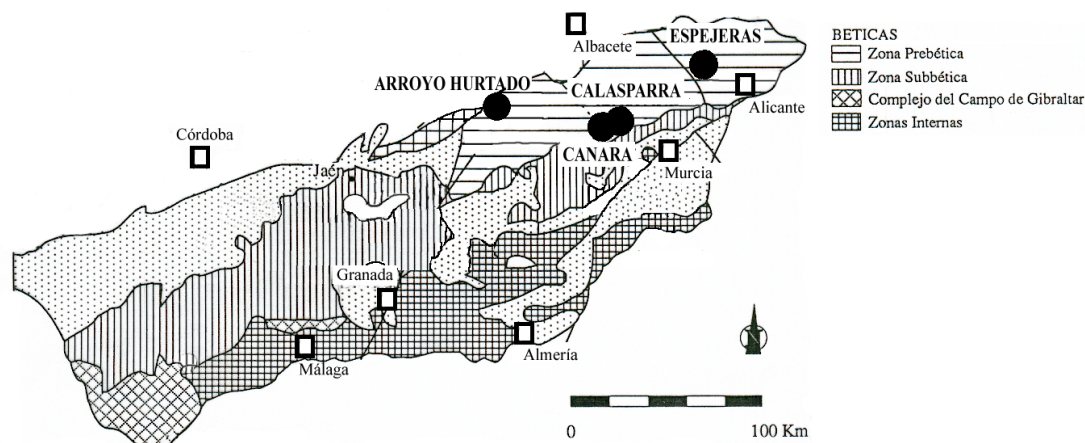 ESPEJERAS
Albacete
ARROYO HURTADO
CALASPARRA
Alicante
Córdoba
CANARA
Murcia
Jaén
Granada
Almería
Málaga
BETICAS
Zona Prebética
Zona Subbética
Complejo del Campo de Gibraltar
Zonas Internas
N
0 100 Km